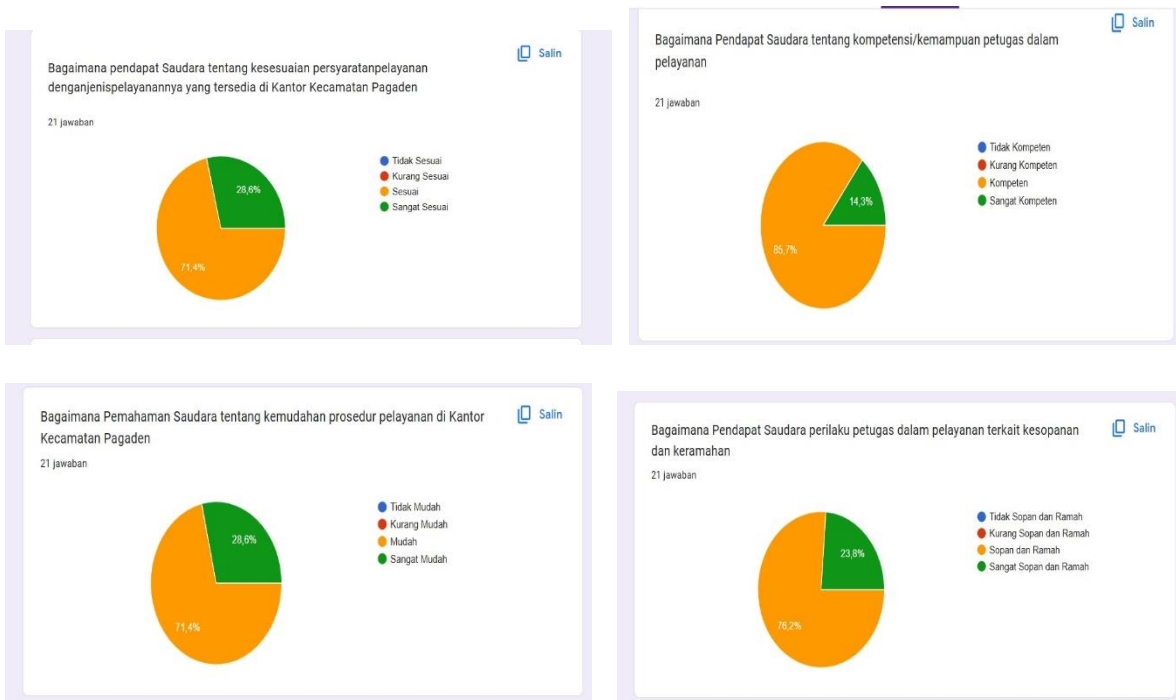 Salin
Bagaimana pendapat Saudara tentang kesesuaian persyaratanpelayanan
denganjenispelayanannya yang tersedia di Kantor Kecamatan Pagaden
21 jawaban
28,6%
71,4%
Tidak Sesuai
Kurang Sesuai
Sesuai
Sangat Sesuai
Salin
Bagaimana Pendapat Saudara tentang kompetensi/kemampuan petugas dalam
pelayanan
21 jawaban
14,3%
85,7%
Tidak Kompeten
Kurang Kompeten
Kompeten
Sangat Kompeten
Bagaimana Pemahaman Saudara tentang kemudahan prosedur pelayanan di Kantor
Kecamatan Pagaden
Salin
21 jawaban
28,6%
71,4%
Tidak Mudah
Kurang Mudah
Mudah
Sangat Mudah
Bagaimana Pendapat Saudara perilaku petugas dalam pelayanan terkait kesopanan
dan keramahan
Salin
21 jawaban
23,8%
76,2%
Tidak Sopan dan Ramah
Kurang Sopan dan Ramah
Sopan dan Ramah
Sangat Sopan dan Ramah